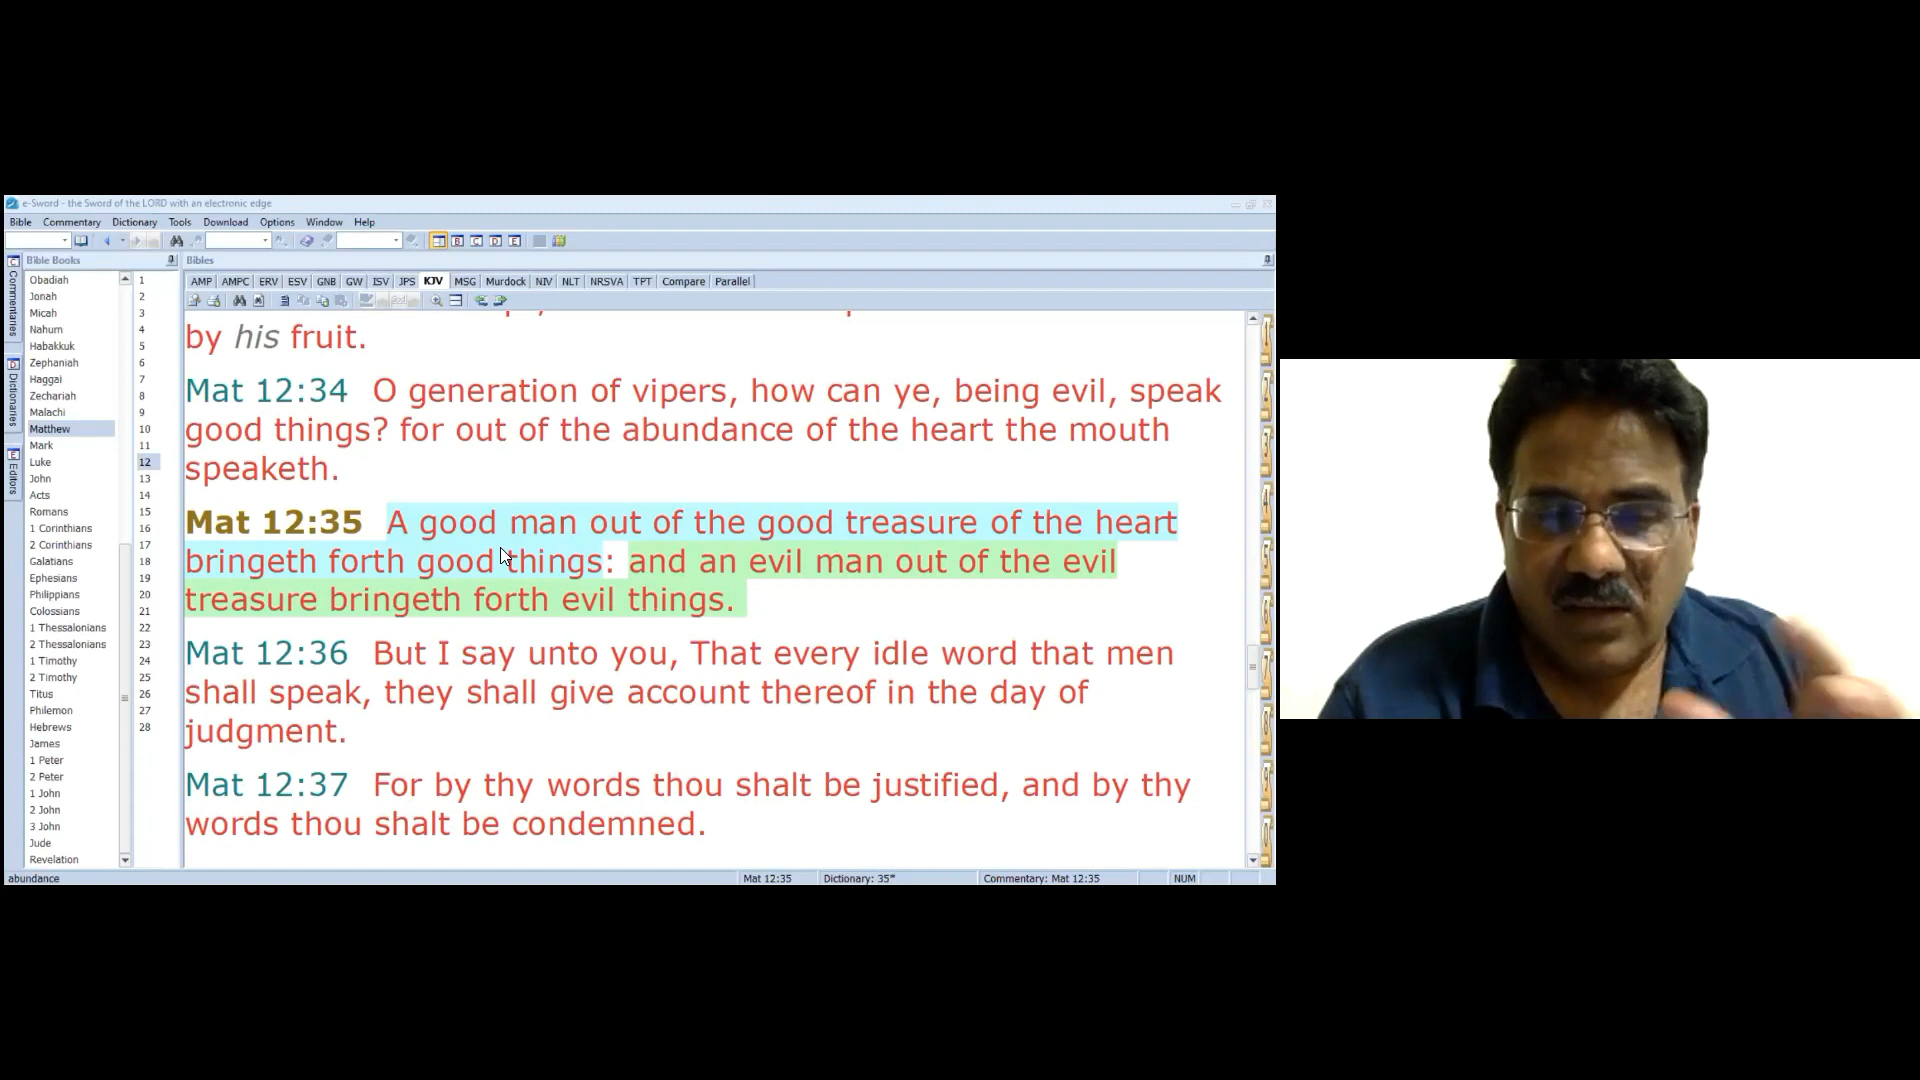 e-Sword - the Sword of the LORD with an electronic edge
Bible Commentary Dictionary Tools Download Options Window Help
B C D E
Bible Books
Bibles
Commentaries
Dictionaries
Editors
Obadiah
Jonah
Micah
Nahum
Habakkuk
Zephaniah
Haggai
Zechariah
Malachi
Matthew
Mark
Luke
John
Acts
Romans
1 Corinthians
2 Corinthians
Galatians
Ephesians
Philippians
Colossians
1 Thessalonians
2 Thessalonians
1 Timothy
2 Timothy
Titus
Philemon
Hebrews
James
1 Peter
2 Peter
1 John
2 John
3 John
Jude
Revelation
1
2
3
4
5
6
7
8
9
10
11
12
13
14
15
16
17
18
19
20
21
22
23
24
25
26
27
28
AMP AMPC ERV ESV GNB GW ISV JPS KJV MSG Murdock NIV NLT NRSVA TPT Compare Parallel
by his fruit.
Mat 12:34 O generation of vipers, how can ye, being evil, speak
good things? for out of the abundance of the heart the mouth
speaketh.
Mat 12:35 A good man out of the good treasure of the heart
bringeth forth good things: and an evil man out of the evil
treasure bringeth forth evil things.
Mat 12:36 But I say unto you, That every idle word that men
shall speak, they shall give account thereof in the day of
judgment.
Mat 12:37 For by thy words thou shalt be justified, and by thy
words thou shalt be condemned.
abundance Mat 12:35 Dictionary: 35* Commentary: Mat 12:35 NUM